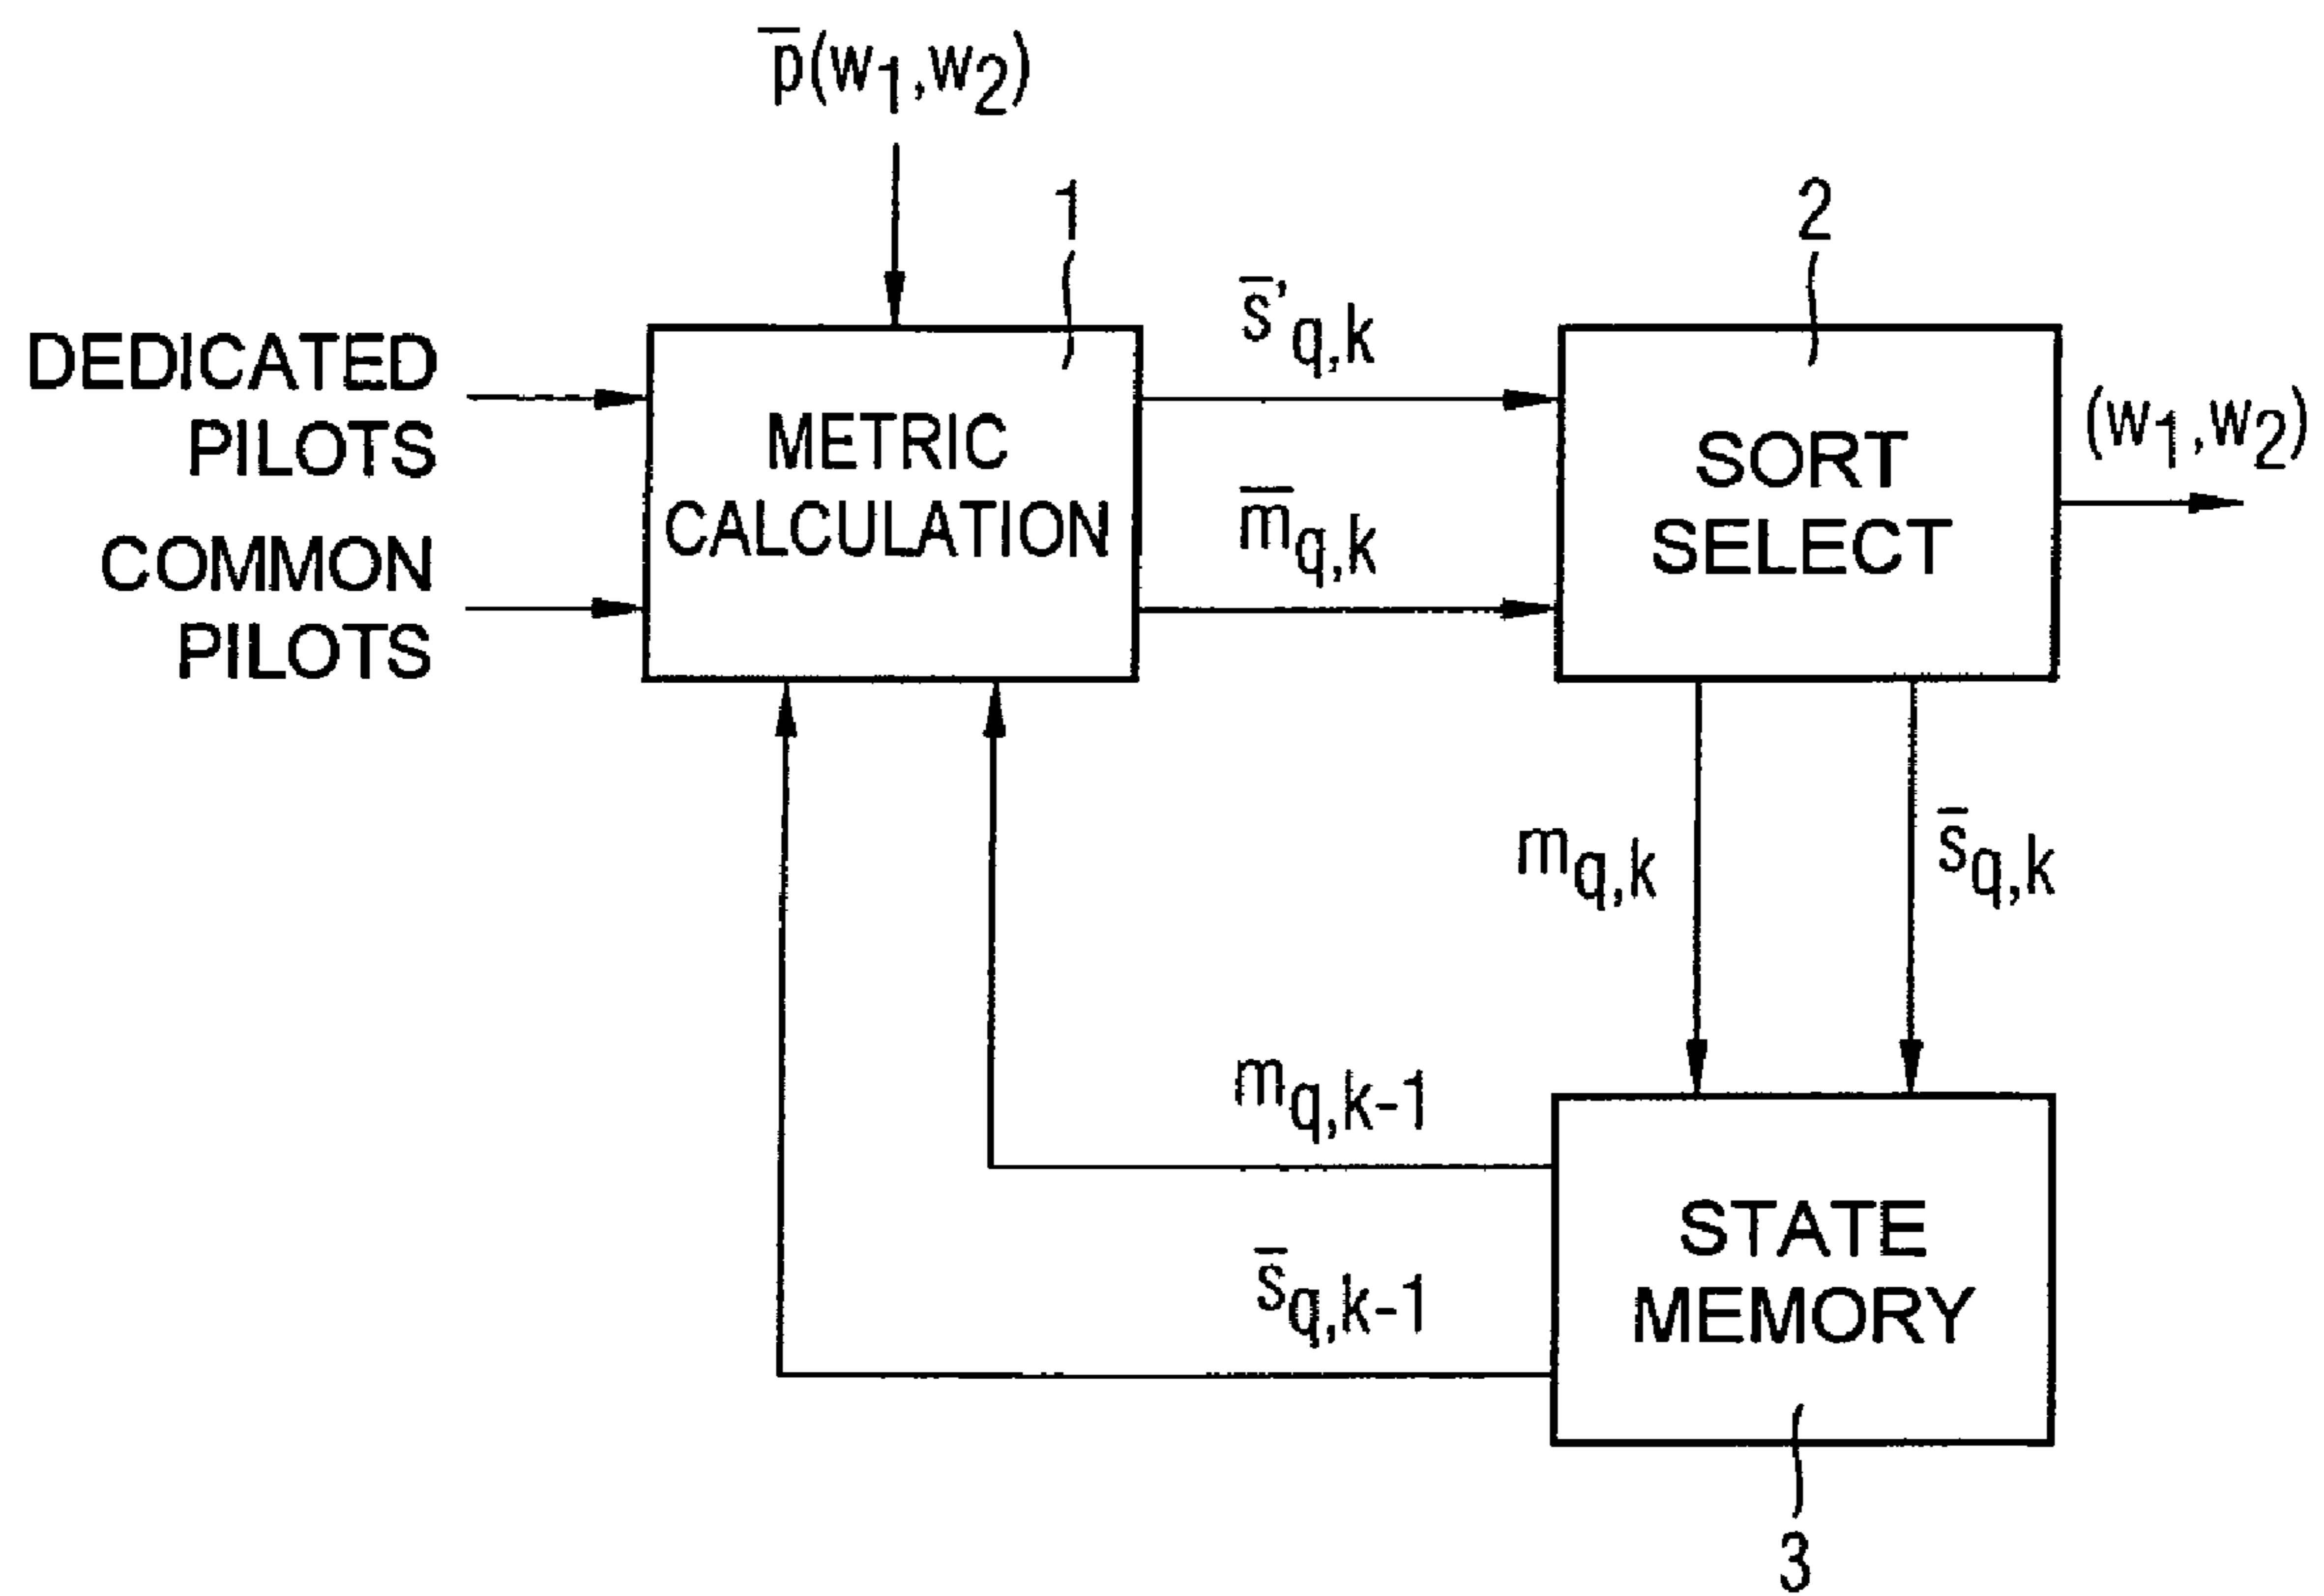 p̅(w₁,w₂)
1
2
s̅'q,k
DEDICATED
PILOTS
(w₁,w₂)
METRIC
CALCULATION
SORT
SELECT
m̅q,k
COMMON
PILOTS
mq,k
s̅q,k
mq,k-1
s̅q,k-1
STATE
MEMORY
3